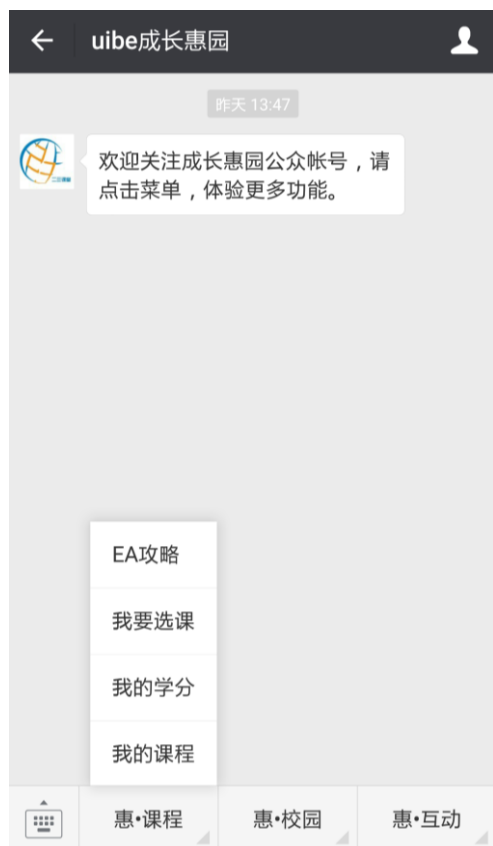 uibe成长惠园
昨天 13:47
欢迎关注成长惠园公众帐号，请
点击菜单，体验更多功能。
EA攻略
我要选课
我的学分
我的课程
惠•课程
惠•校园
惠•互动